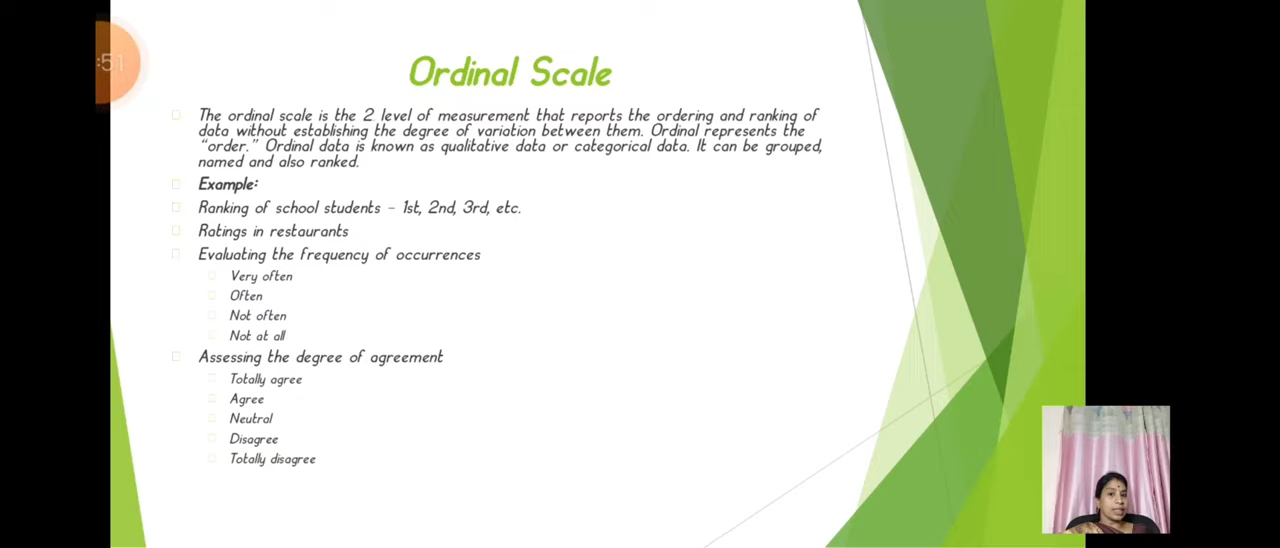 :51
Ordinal Scale
The ordinal scale is the 2 level of measurement that reports the ordering and ranking of
data without establishing the degree of variation between them. Ordinal represents the
“order.” Ordinal data is known as qualitative data or categorical data. It can be grouped,
named and also ranked.
Example:
Ranking of school students – 1st, 2nd, 3rd, etc.
Ratings in restaurants
Evaluating the frequency of occurrences
Very often
Often
Not often
Not at all
Assessing the degree of agreement
Totally agree
Agree
Neutral
Disagree
Totally disagree